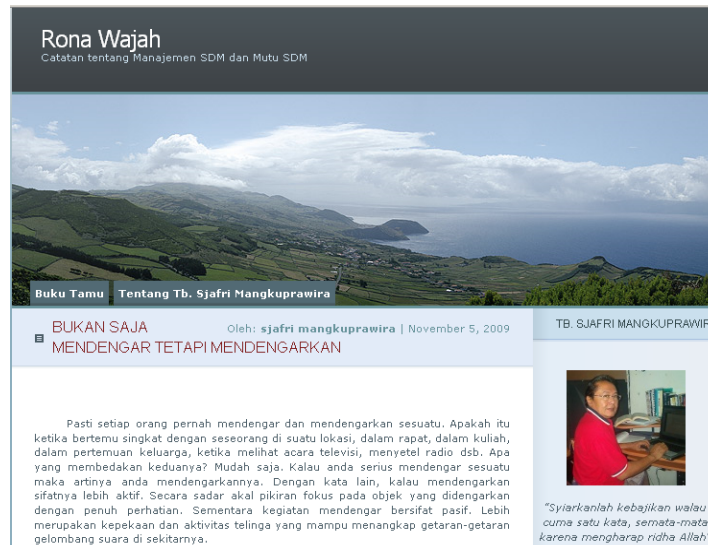 Rona Wajah
Catatan tentang Manajemen SDM dan Mutu SDM
Buku Tamu
Tentang Tb. Sjafri Mangkuprawira
BUKAN SAJA
MENDENGAR TETAPI MENDENGARKAN
Oleh: sjafri mangkuprawira | November 5, 2009
Pasti setiap orang pernah mendengar dan mendengarkan sesuatu. Apakah itu
ketika bertemu singkat dengan seseorang di suatu lokasi, dalam rapat, dalam kuliah,
dalam pertemuan keluarga, ketika melihat acara televisi, menyetel radio dsb. Apa
yang membedakan keduanya? Mudah saja. Kalau anda serius mendengar sesuatu
maka artinya anda mendengarkannya. Dengan kata lain, kalau mendengarkan
sifatnya lebih aktif. Secara sadar akal pikiran fokus pada objek yang didengarkan
dengan penuh perhatian. Sementara kegiatan mendengar bersifat pasif. Lebih
merupakan kepekaan dan aktivitas telinga yang mampu menangkap getaran-getaran
gelombang suara di sekitarnya.
TB. SJAFRI MANGKUPRAWIR
"Syiarkanlah kebajikan walau
cuma satu kata, semata-mata
karena mengharap ridha Allah"